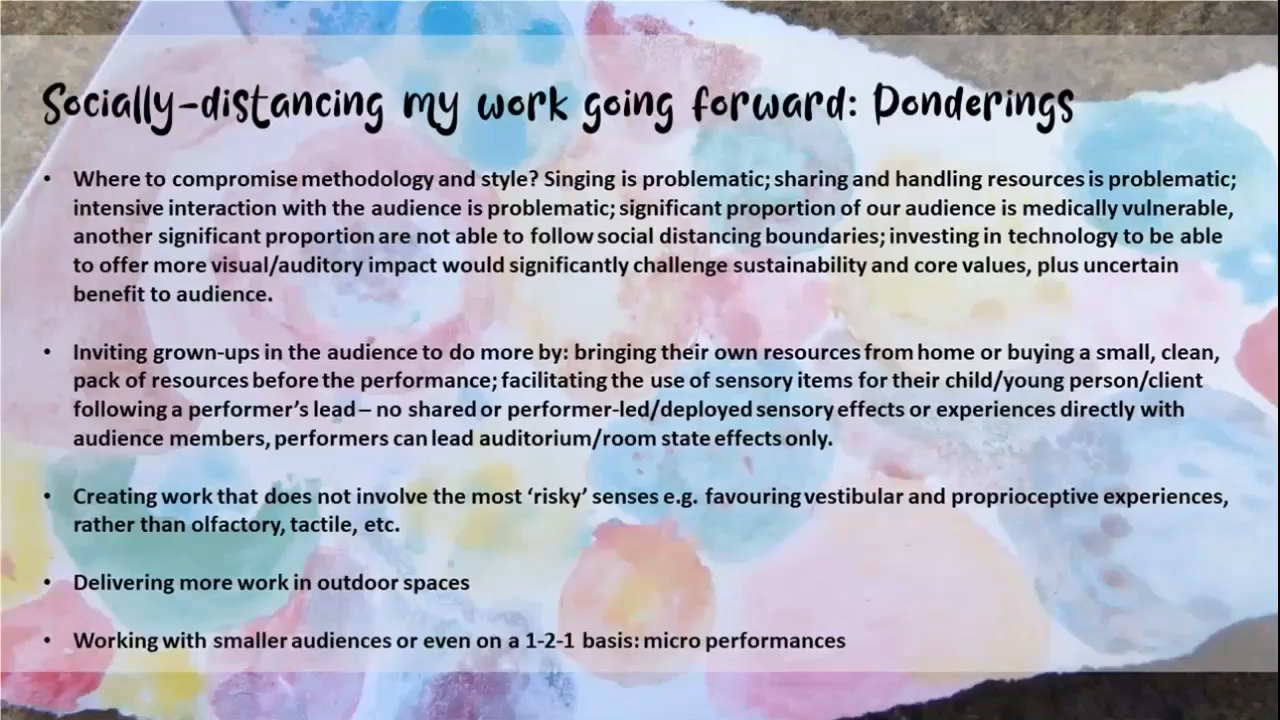 Socially-distancing my work going forward: Ponderings
• Where to compromise methodology and style? Singing is problematic; sharing and handling resources is problematic;
intensive interaction with the audience is problematic; significant proportion of our audience is medically vulnerable,
another significant proportion are not able to follow social distancing boundaries; investing in technology to be able
to offer more visual/auditory impact would significantly challenge sustainability and core values, plus uncertain
benefit to audience.
• Inviting grown-ups in the audience to do more by: bringing their own resources from home or buying a small, clean,
pack of resources before the performance; facilitating the use of sensory items for their child/young person/client
following a performer's lead – no shared or performer-led/deployed sensory effects or experiences directly with
audience members, performers can lead auditorium/room state effects only.
• Creating work that does not involve the most 'risky' senses e.g. favouring vestibular and proprioceptive experiences,
rather than olfactory, tactile, etc.
• Delivering more work in outdoor spaces
• Working with smaller audiences or even on a 1-2-1 basis: micro performances